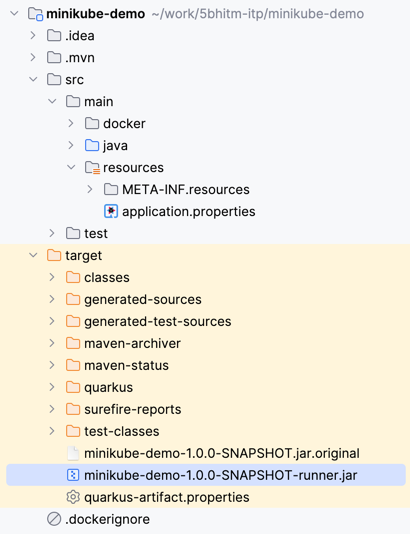 minikube-demo ~/work/5bhitm-itp/minikube-demo
.idea
.mvn
src
main
docker
java
resources
META-INF.resources
application.properties
test
target
classes
generated-sources
generated-test-sources
maven-archiver
maven-status
quarkus
surefire-reports
test-classes
minikube-demo-1.0.0-SNAPSHOT.jar.original
minikube-demo-1.0.0-SNAPSHOT-runner.jar
quarkus-artifact.properties
.dockerignore